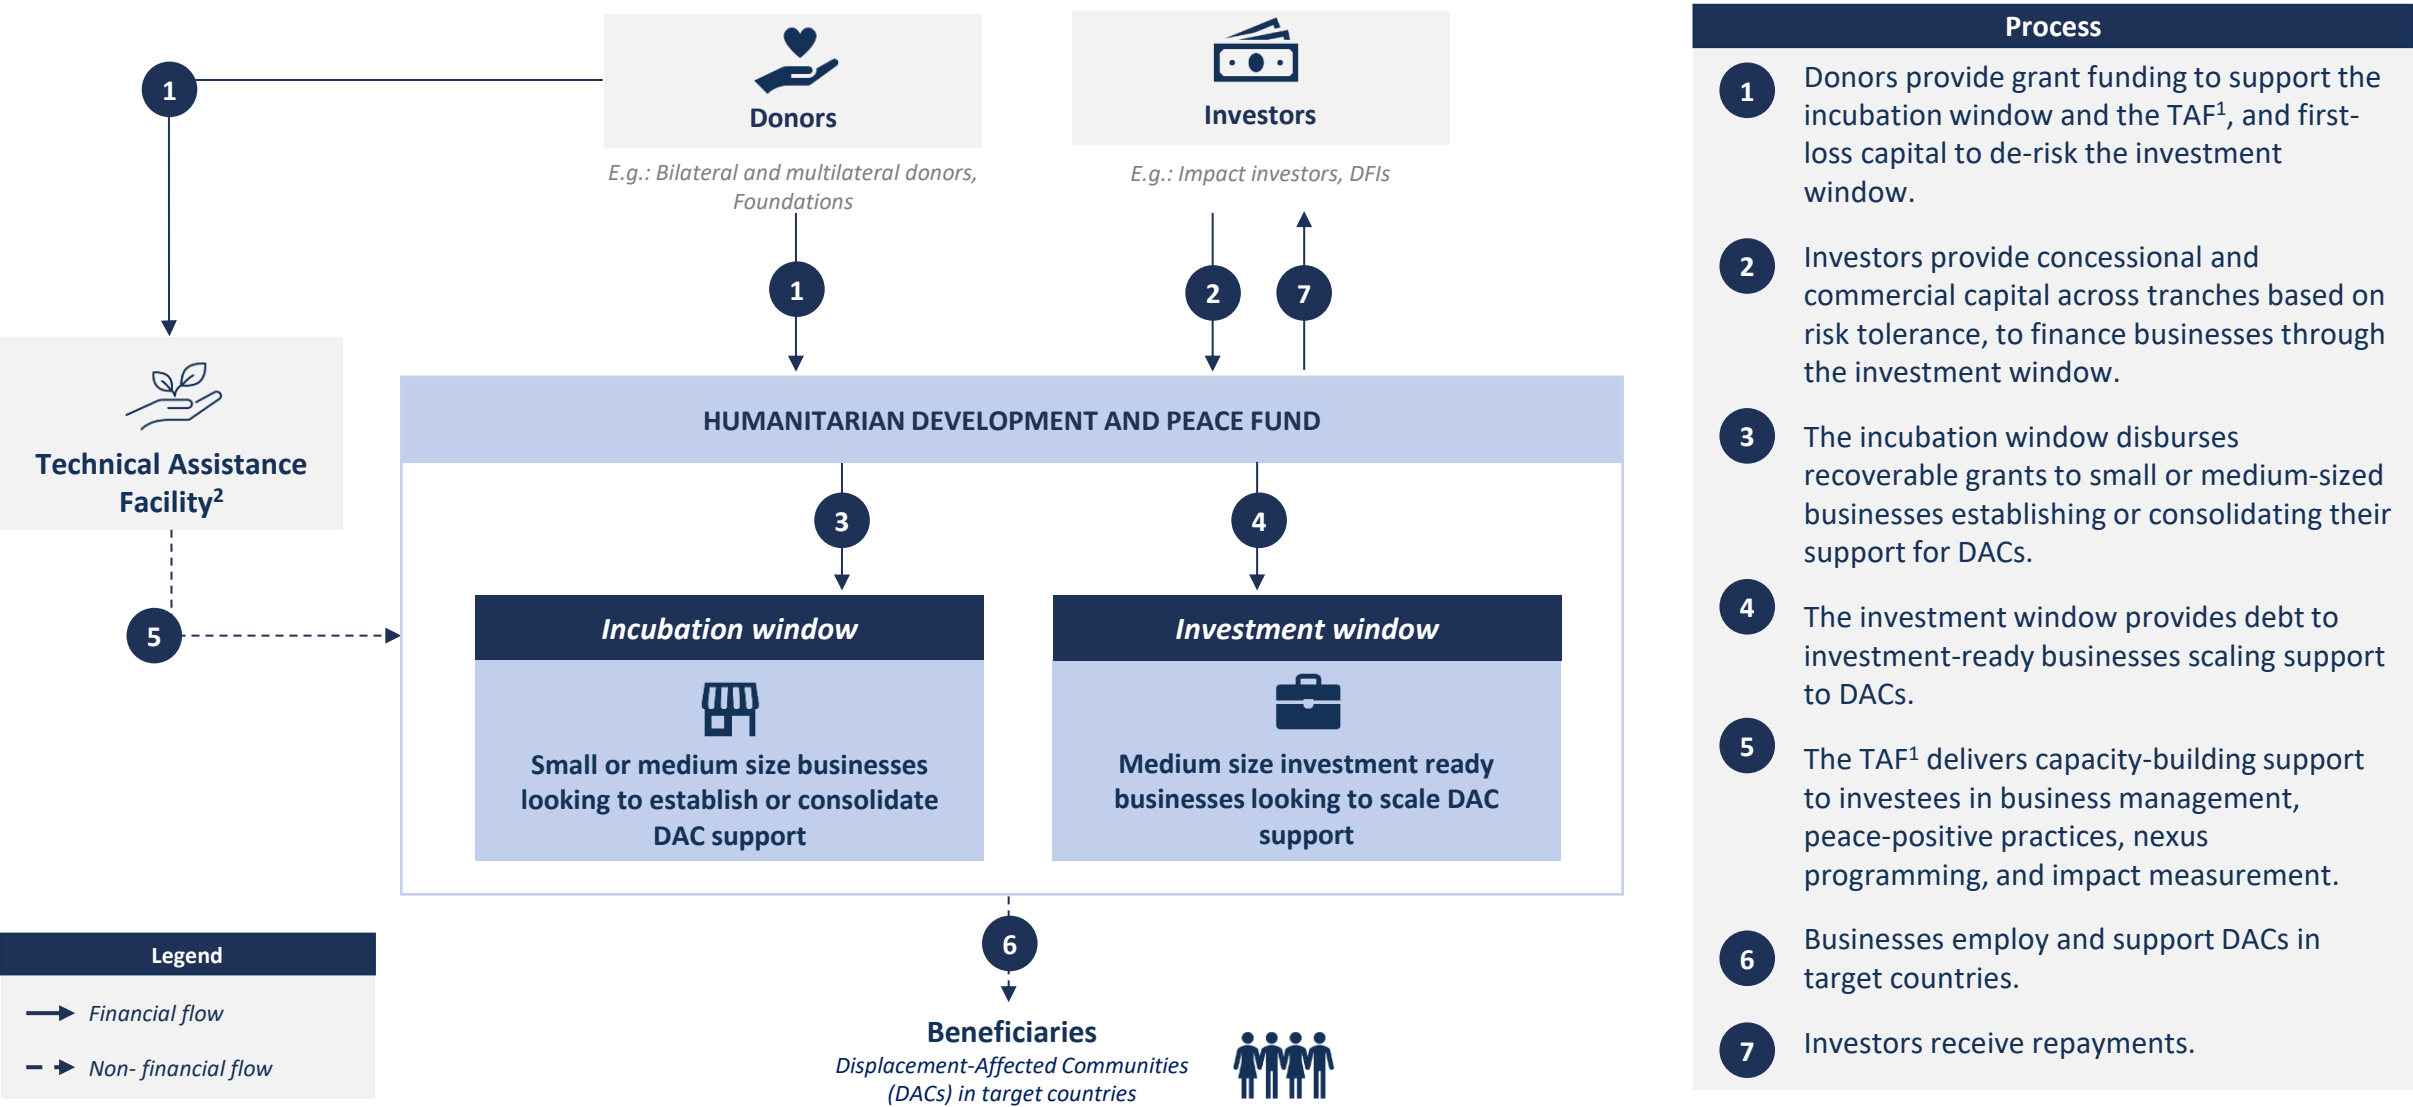 1
Donors
E.g.: Bilateral and multilateral donors,
Foundations
Investors
E.g.: Impact investors, DFIs
1
2
7
Technical Assistance
Facility²
5
HUMANITARIAN DEVELOPMENT AND PEACE FUND
3
4
Incubation window
Small or medium size businesses
looking to establish or consolidate
DAC support
Investment window
Medium size investment ready
businesses looking to scale DAC
support
6
Beneficiaries
Displacement-Affected Communities
(DACs) in target countries
Legend
Financial flow
Non- financial flow
Process
1
Donors provide grant funding to support the
incubation window and the TAF¹, and first-
loss capital to de-risk the investment
window.
2
Investors provide concessional and
commercial capital across tranches based on
risk tolerance, to finance businesses through
the investment window.
3
The incubation window disburses
recoverable grants to small or medium-sized
businesses establishing or consolidating their
support for DACs.
4
The investment window provides debt to
investment-ready businesses scaling support
to DACs.
5
The TAF¹ delivers capacity-building support
to investees in business management,
peace-positive practices, nexus
programming, and impact measurement.
6
Businesses employ and support DACs in
target countries.
7
Investors receive repayments.